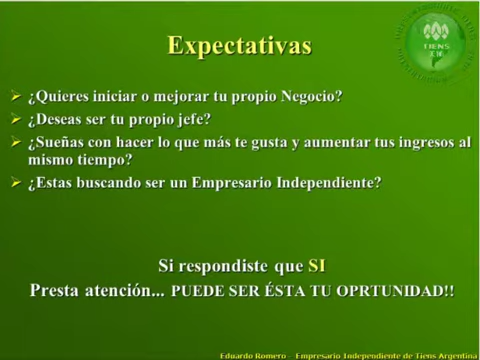 Expectativas
¿Quieres iniciar o mejorar tu propio Negocio?
¿Deseas ser tu propio jefe?
¿Sueñas con hacer lo que más te gusta y aumentar tus ingresos al
mismo tiempo?
¿Estas buscando ser un Empresario Independiente?
Si respondiste que SI
Presta atención... PUEDE SER ÉSTA TU OPRTUNIDAD!!
TIENS
Eduardo Romero - Empresario Independiente de Tiens Argentina